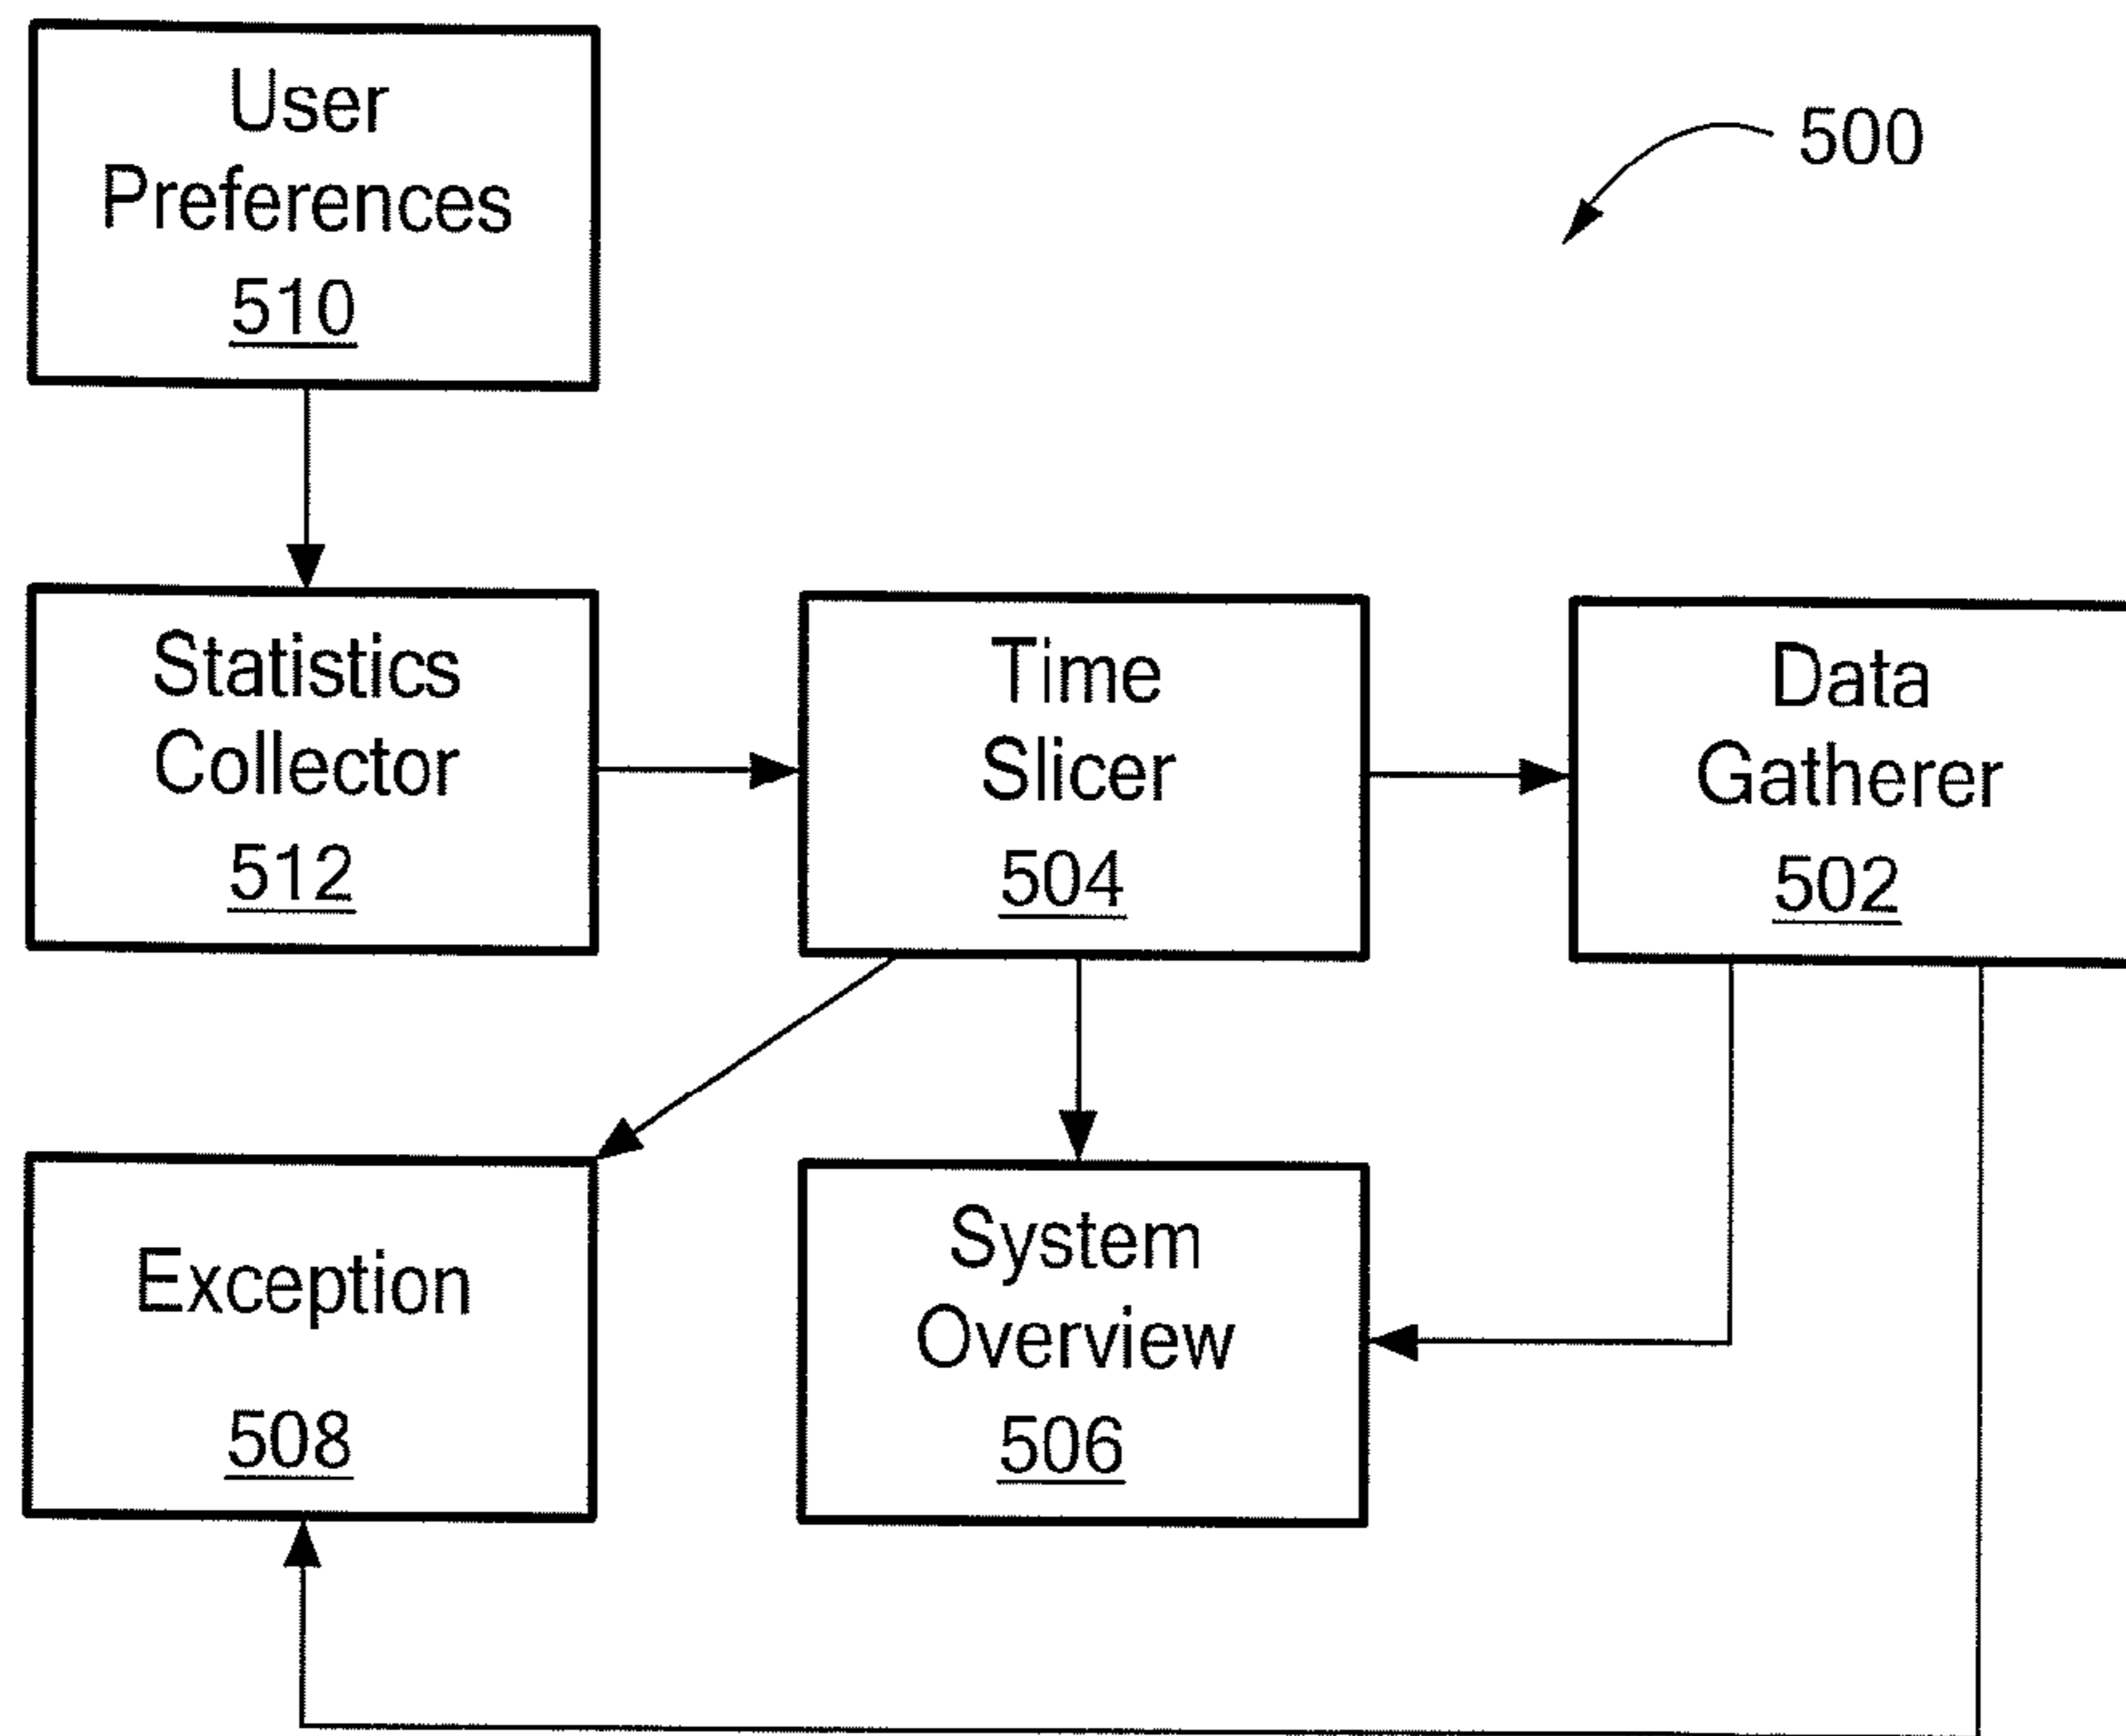 User
Preferences
510
500
Statistics
Collector
512
Time
Slicer
504
Data
Gatherer
502
Exception
508
System
Overview
506